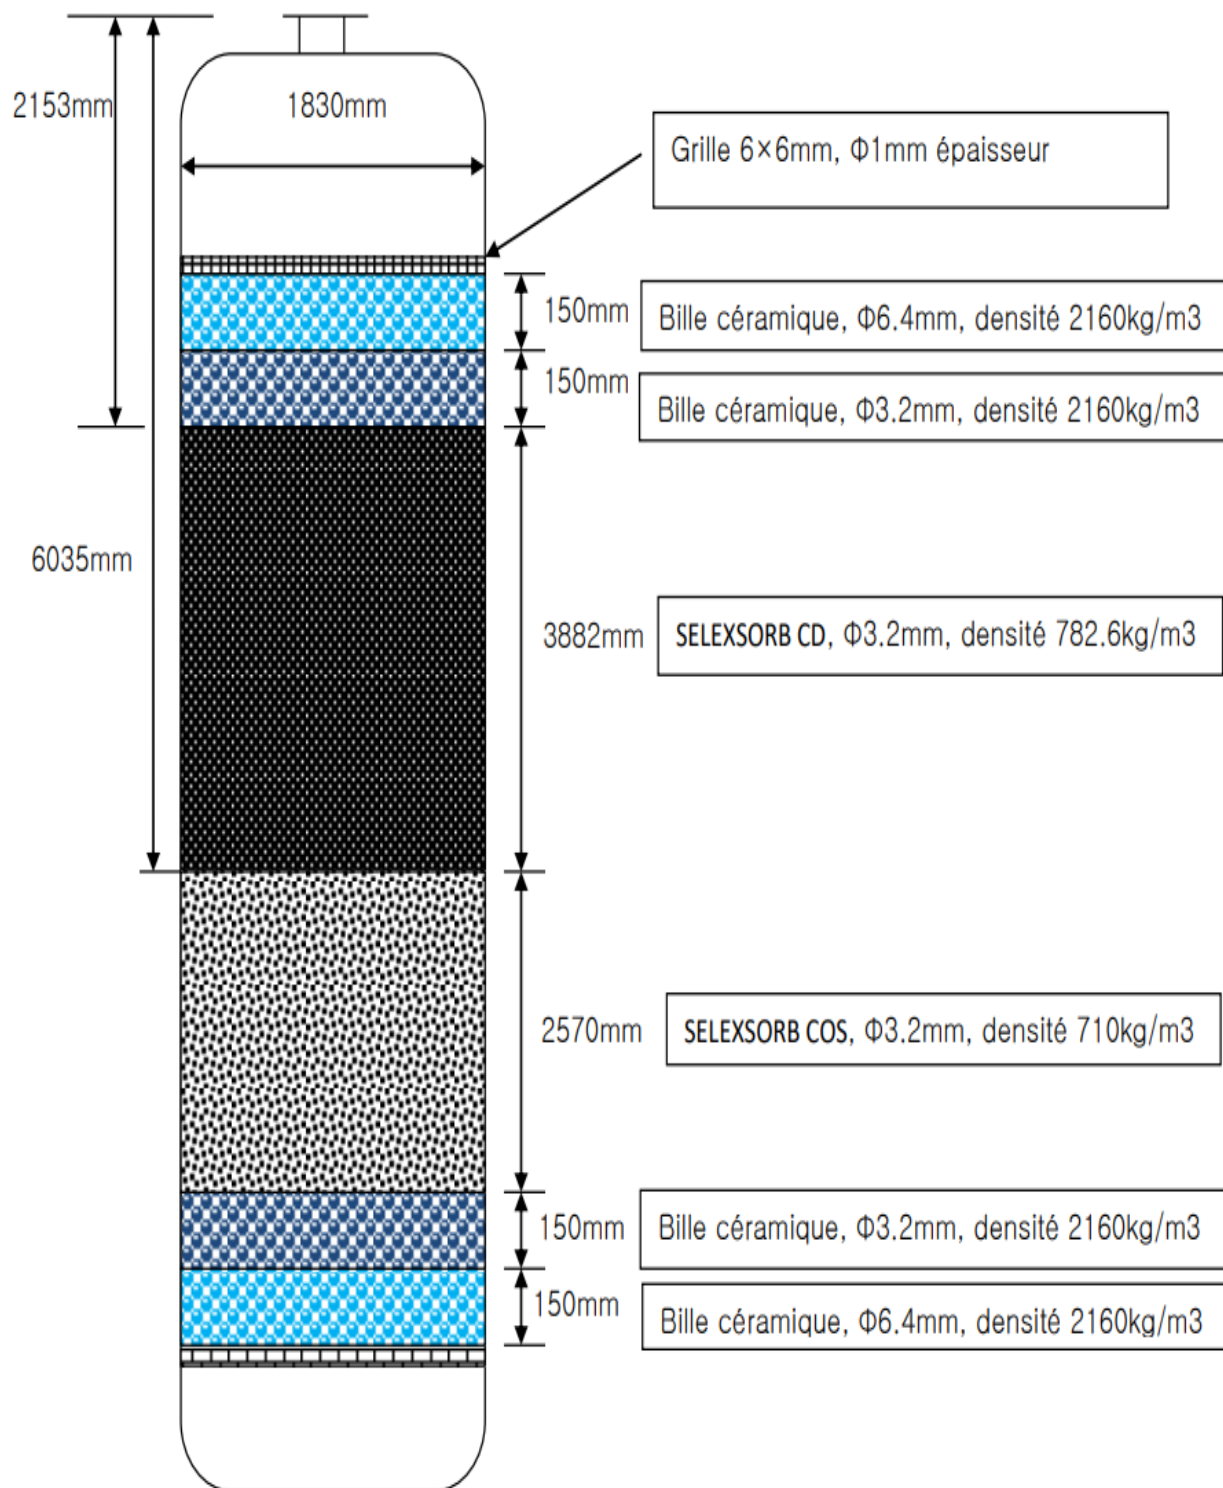 2153mm
1830mm
Grille 6×6mm, Φ1mm épaisseur
150mm
Bille céramique, Φ6.4mm, densité 2160kg/m3
150mm
Bille céramique, Φ3.2mm, densité 2160kg/m3
6035mm
3882mm
SELEXSORB CD, Φ3.2mm, densité 782.6kg/m3
2570mm
SELEXSORB COS, Φ3.2mm, densité 710kg/m3
150mm
Bille céramique, Φ3.2mm, densité 2160kg/m3
150mm
Bille céramique, Φ6.4mm, densité 2160kg/m3